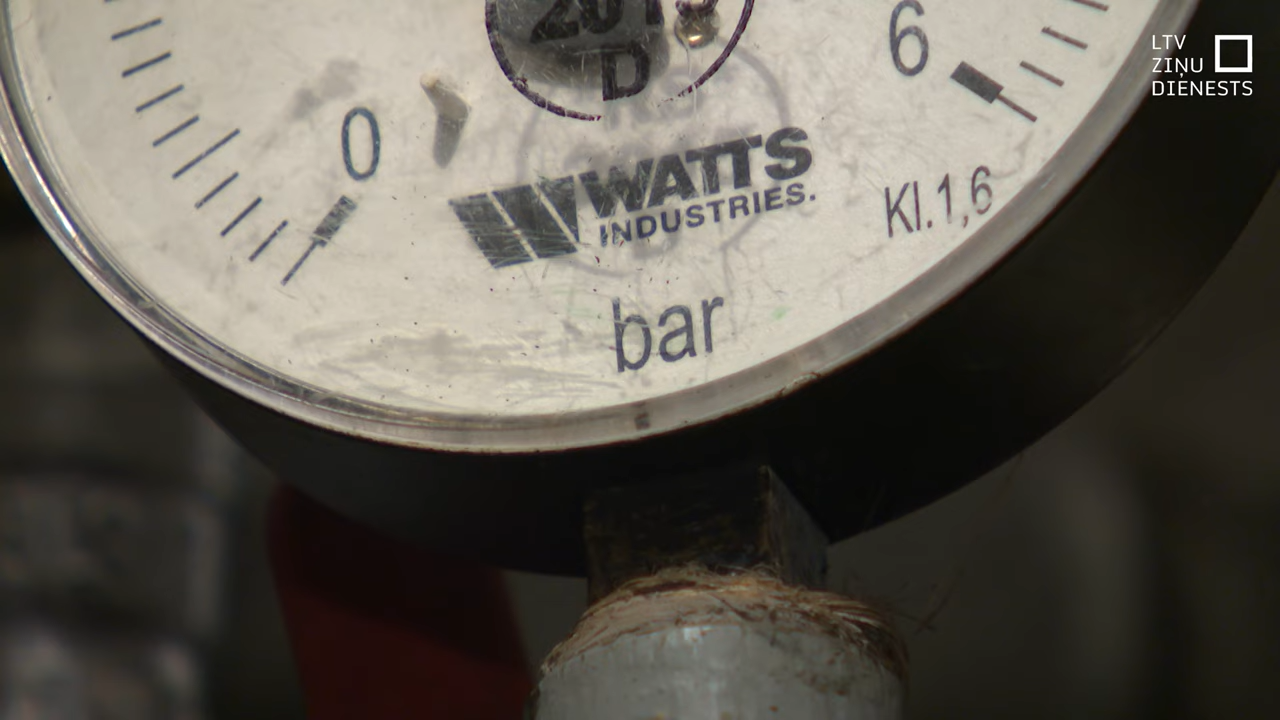 D
6
0
WATTS
INDUSTRIES.
Kl.1,6
bar
LTV
ZIŅU
DIENESTS